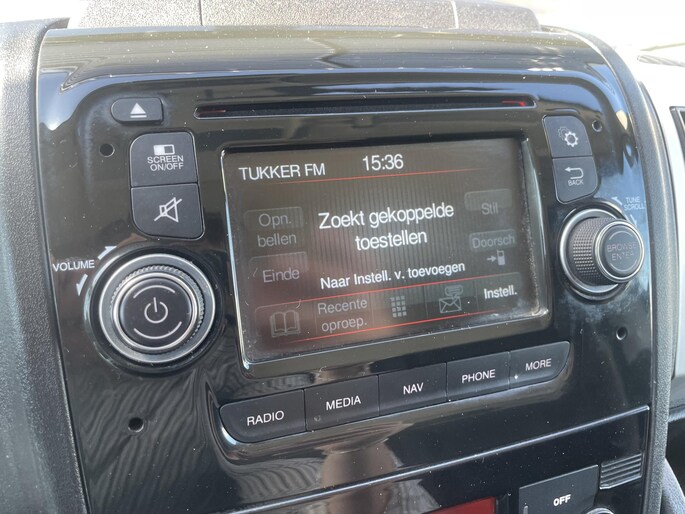 SCREEN
ON/OFF
TUKKER FM
15:36
BACK
TUNE
SCROLL
VOLUME
Opn.
bellen
Zoekt gekoppelde
toestellen
Stil
Doorsch
Einde
Naar Instell. v. toevoegen
BROWSE
ENTER
Recente
oproep.
Instell.
RADIO
MEDIA
NAV
PHONE
MORE
OFF